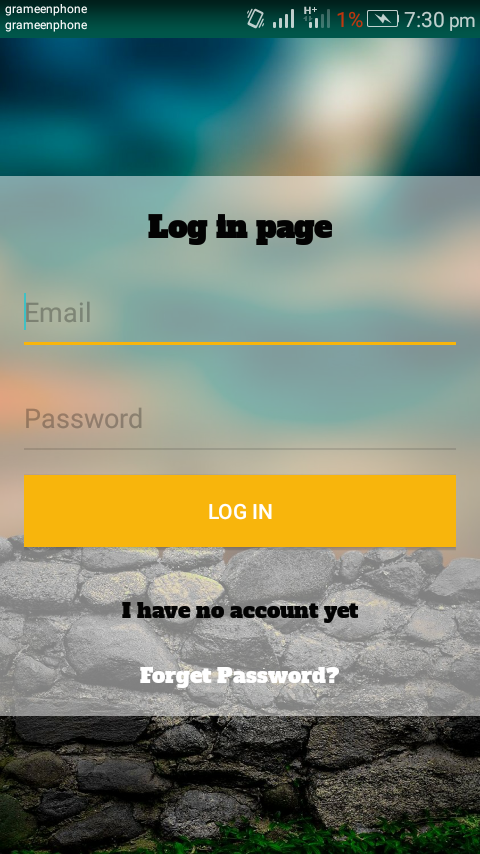 grameenphone
grameenphone
H+
1%
7:30 pm
Log in page
Email
Password
LOG IN
I have no account yet
Forget Password?